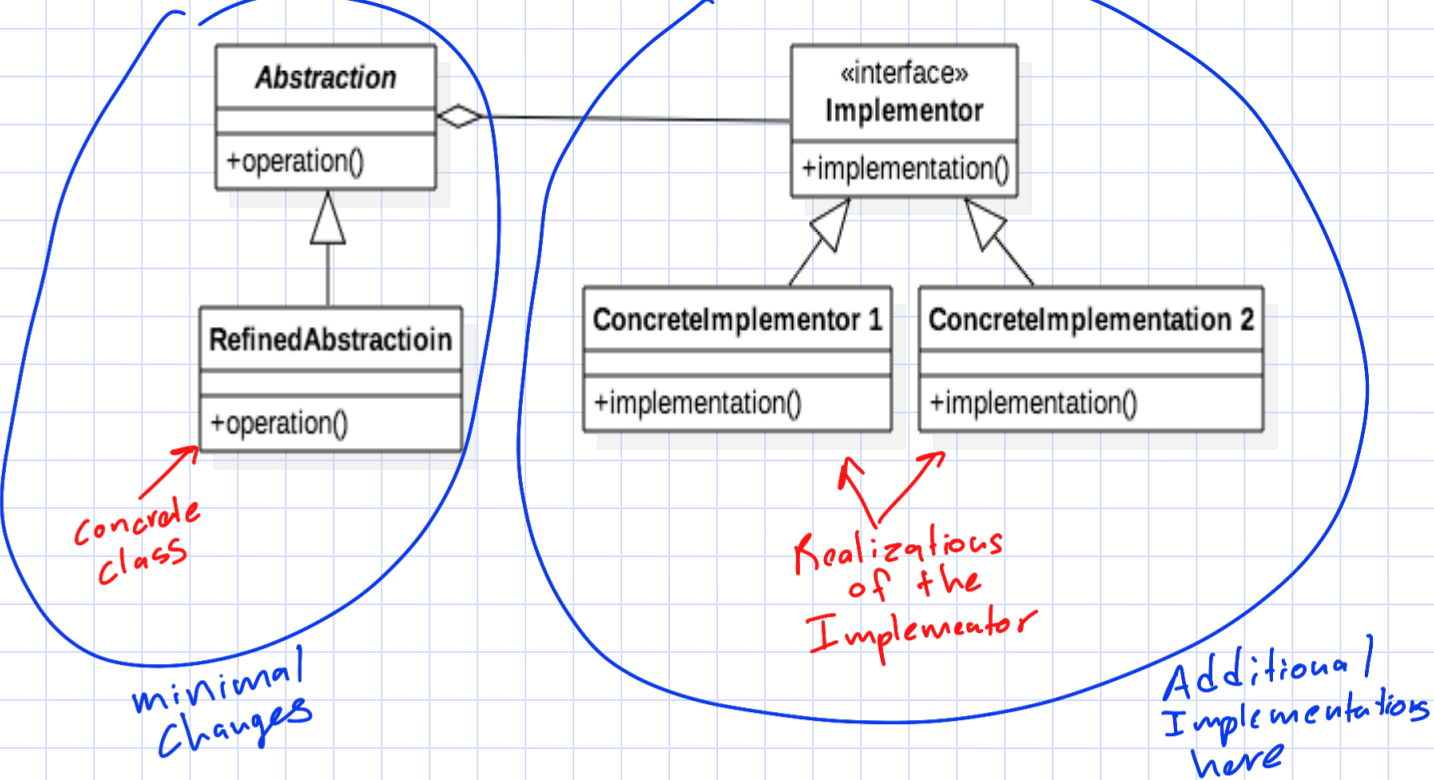 Abstraction
+operation()
«interface»
Implementor
+implementation()
RefinedAbstractioin
+operation()
ConcreteImplementor 1
+implementation()
ConcreteImplementation 2
+implementation()
Concrete
class
Realizations
of the
Implementor
minimal
Changes
Additional
Implementations
here